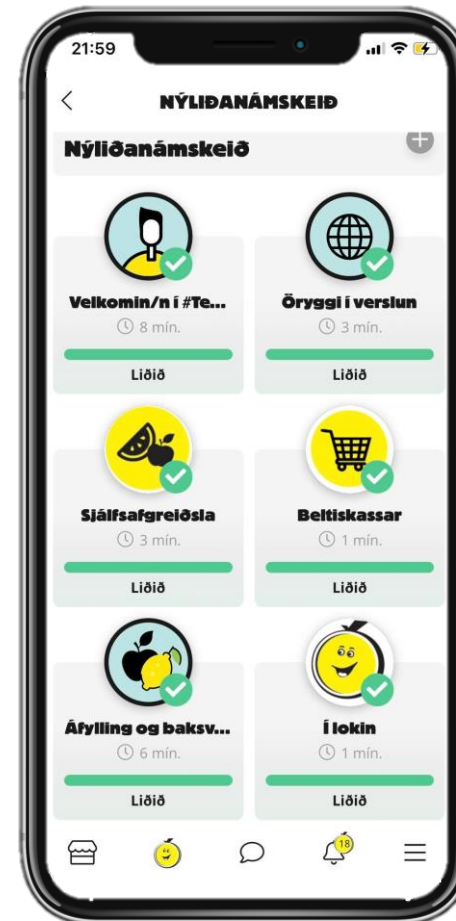 21:59
NÝLIÐANÁMSKEIÐ
Nýliðanámskeið
Velkomin/n í #Te...
Öryggi í verslun
8 mín.
3 mín.
Liðið
Liðið
Sjálfsafgreiðsla
Beltiskassar
3 mín.
1 mín.
Liðið
Liðið
Áfylling og baksv...
Í lokin
6 mín.
1 mín.
Liðið
Liðið
18